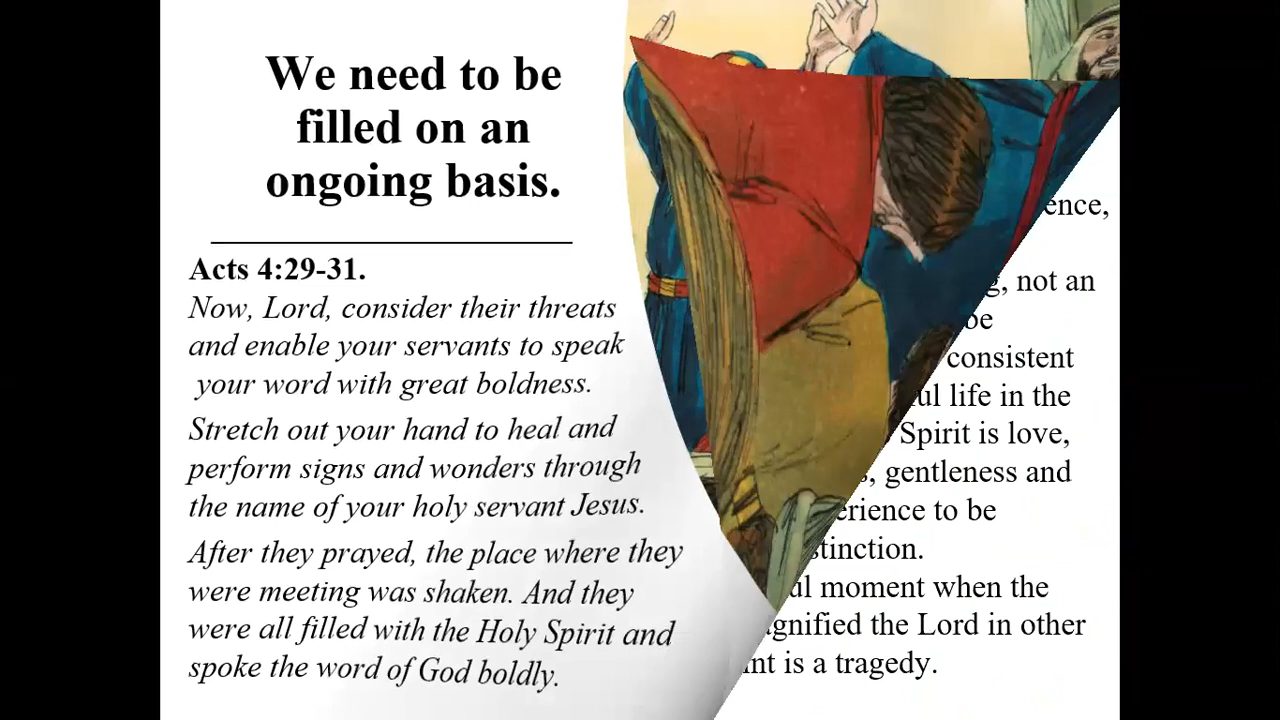 We need to be
filled on an
ongoing basis.
Acts 4:29-31.
Now, Lord, consider their threats
and enable your servants to speak
your word with great boldness.
Stretch out your hand to heal and
perform signs and wonders through
the name of your holy servant Jesus.
After they prayed, the place where they
were meeting was shaken. And they
were all filled with the Holy Spirit and
spoke the word of God boldly.
not an
be
consistent
life in the
Spirit is love,
gentleness and
to be
moment when the
the Lord in other
is a tragedy.